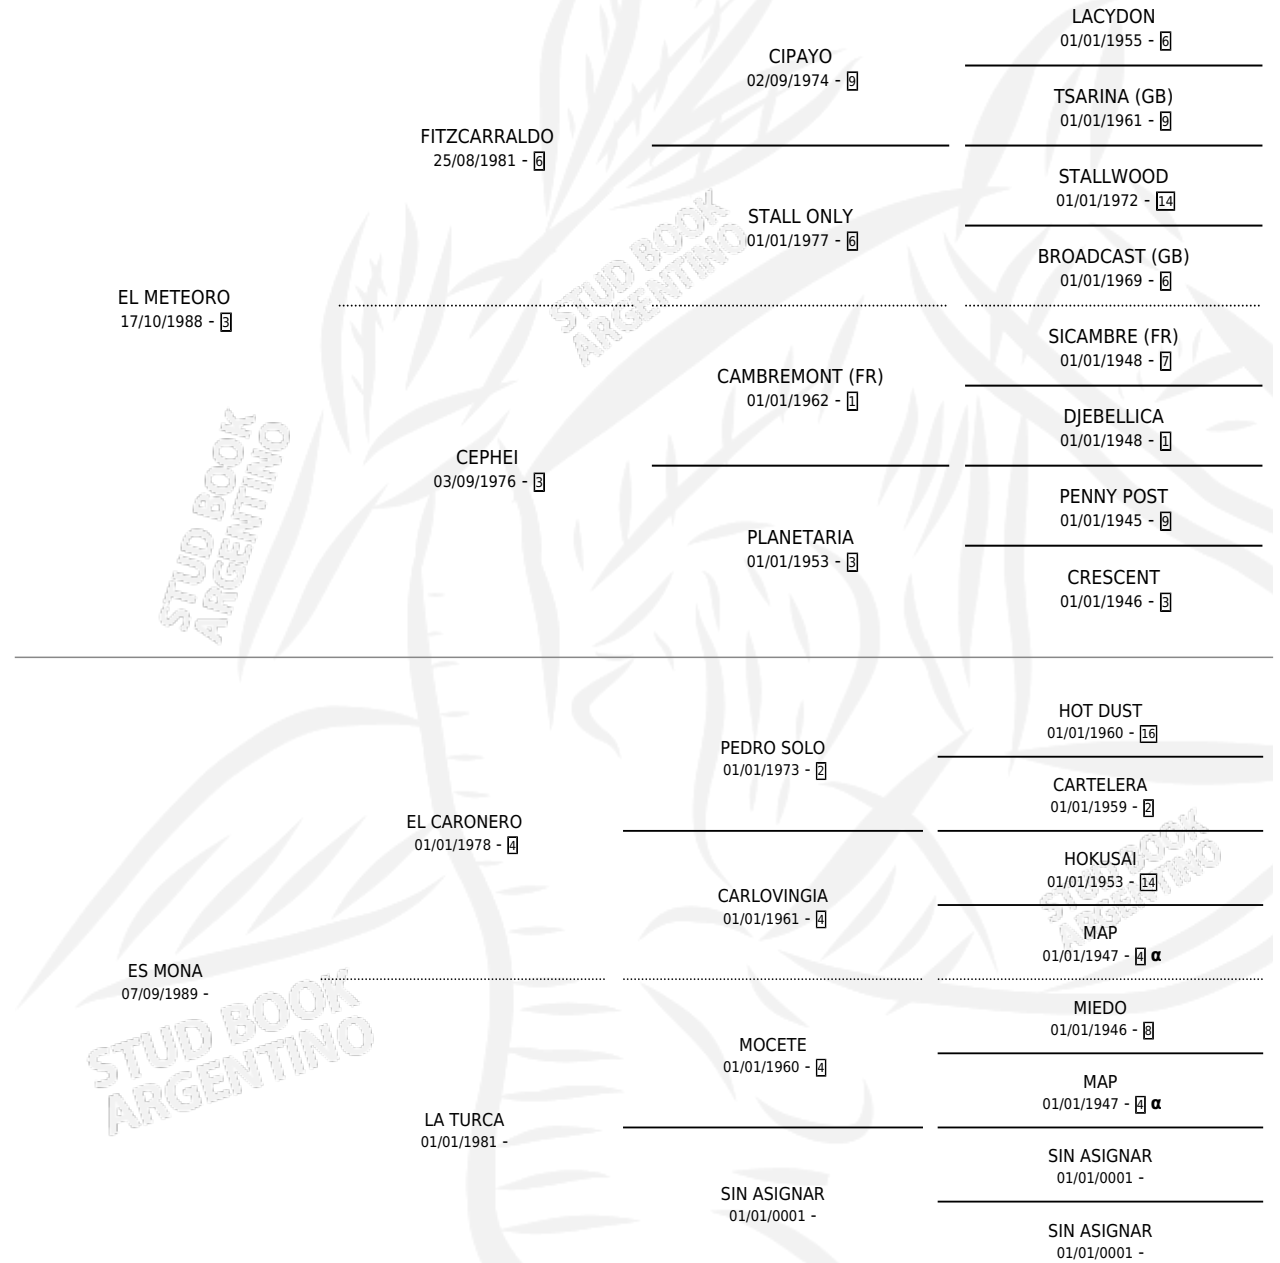 LACYDON
01/01/1955 - 6
CIPAYO
02/09/1974 - 9
TSARINA (GB)
01/01/1961 - 9
FITZCARRALDO
25/08/1981 - 6
STALLWOOD
01/01/1972 - 14
STALL ONLY
01/01/1977 - 6
BROADCAST (GB)
01/01/1969 - 6
EL METEORO
17/10/1988 - 3
SICAMBRE (FR)
01/01/1948 - 7
CAMBREMONT (FR)
01/01/1962 - 1
DJEBELLICA
01/01/1948 - 1
CEPHEI
03/09/1976 - 3
PENNY POST
01/01/1945 - 9
PLANETARIA
01/01/1953 - 3
CRESCENT
01/01/1946 - 3
HOT DUST
01/01/1960 - 16
PEDRO SOLO
01/01/1973 - 2
CARTELERA
01/01/1959 - 2
EL CARONERO
01/01/1978 - 4
HOKUSAI
01/01/1953 - 14
CARLOVINGIA
01/01/1961 - 4
MAP
01/01/1947 - 4 α
ES MONA
07/09/1989 -
MIEDO
01/01/1946 - 8
MOCETE
01/01/1960 - 4
MAP
01/01/1947 - 4 α
LA TURCA
01/01/1981 -
SIN ASIGNAR
01/01/0001 -
SIN ASIGNAR
01/01/0001 -
SIN ASIGNAR
01/01/0001 -
STUD BOOK
ARGENTINO
STUD BOOK
ARGENTINO
STUD BOOK
ARGENTINO
STUD BOOK
ARGENTINO